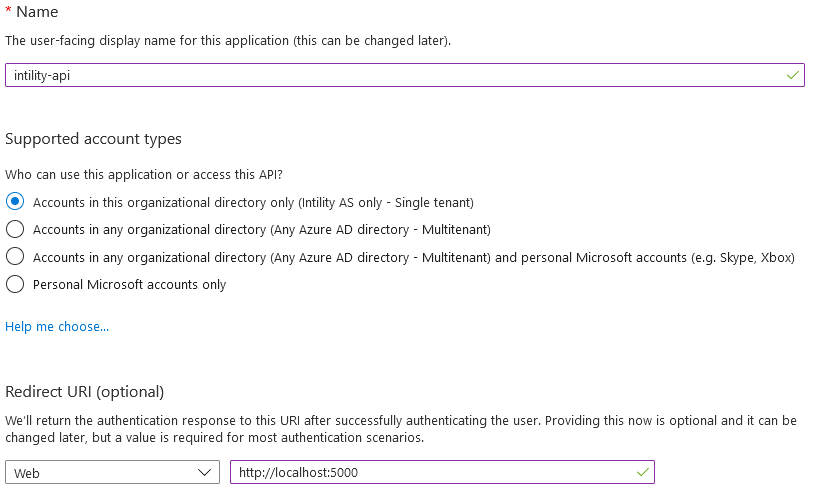 * Name
The user-facing display name for this application (this can be changed later).
intility-api
Supported account types
Who can use this application or access this API?
Accounts in this organizational directory only (Intility AS only - Single tenant)
Accounts in any organizational directory (Any Azure AD directory - Multitenant)
Accounts in any organizational directory (Any Azure AD directory - Multitenant) and personal Microsoft accounts (e.g. Skype, Xbox)
Personal Microsoft accounts only
Help me choose...
Redirect URI (optional)
We'll return the authentication response to this URI after successfully authenticating the user. Providing this now is optional and it can be
changed later, but a value is required for most authentication scenarios.
Web
http://localhost:5000